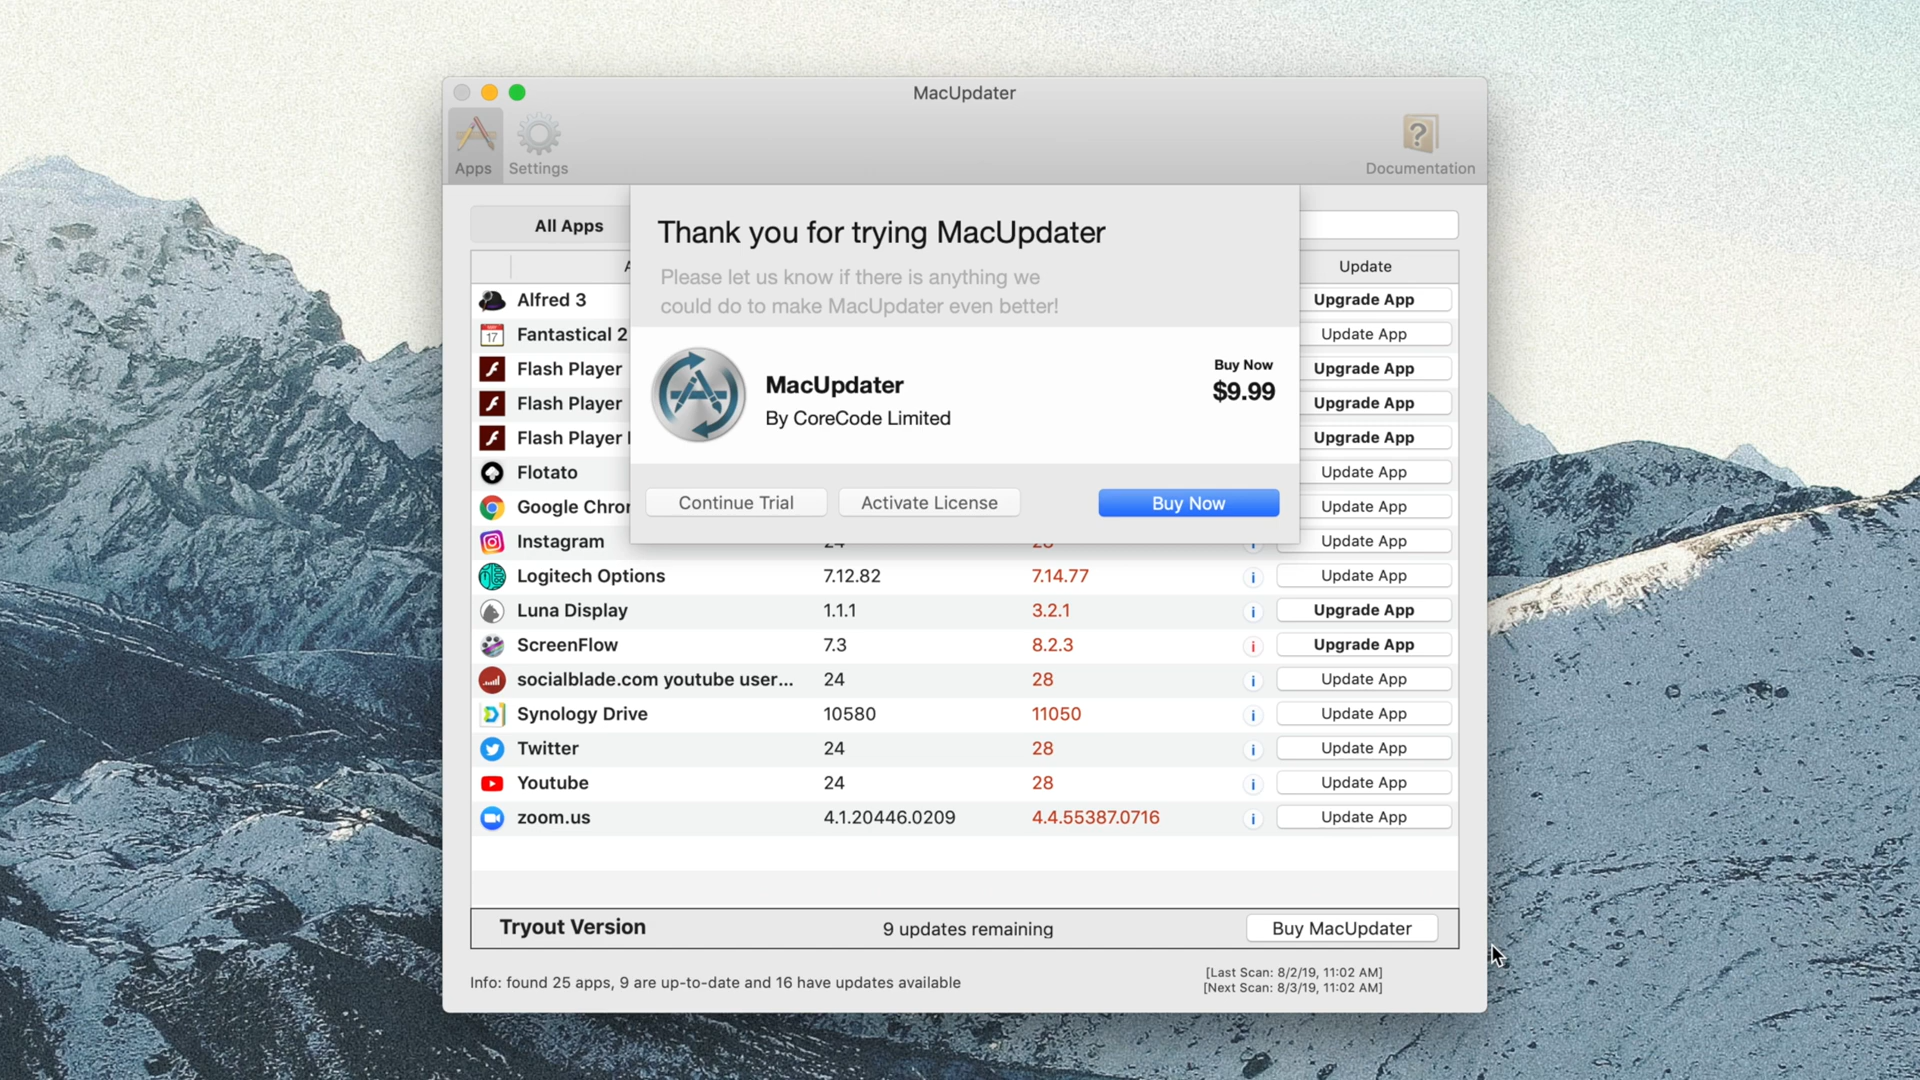 MacUpdater
Apps
Settings
Documentation
All Apps
Thank you for trying MacUpdater
Please let us know if there is anything we
could do to make MacUpdater even better!
MacUpdater
By CoreCode Limited
Buy Now
$9.99
Continue Trial
Activate License
Buy Now
Update
Alfred 3
Upgrade App
Fantastical 2
Update App
Flash Player
Upgrade App
Flash Player
Upgrade App
Flash Player
Upgrade App
Flotato
Update App
Google
Update App
Instagram
Update App
Logitech Options 7.12.82 7.14.77 Update App
Luna Display 1.1.1 3.2.1 Upgrade App
ScreenFlow 7.3 8.2.3 Upgrade App
socialblade.com youtube user... 24 28 Update App
Synology Drive 10580 11050 Update App
Twitter 24 28 Update App
Youtube 24 28 Update App
zoom.us 4.1.20446.0209 4.4.55387.0716 Update App
Tryout Version 9 updates remaining Buy MacUpdater
Info: found 25 apps, 9 are up-to-date and 16 have updates available
[Last Scan: 8/2/19, 11:02 AM]
[Next Scan: 8/3/19, 11:02 AM]